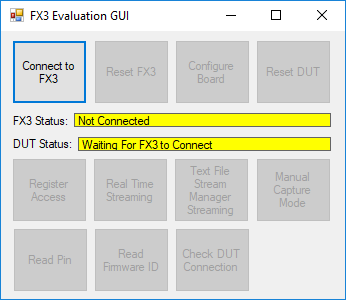 FX3 Evaluation GUI
Connect to
FX3
Reset FX3
Configure
Board
Reset DUT
FX3 Status:
Not Connected
DUT Status:
Waiting For FX3 to Connect
Register
Access
Real Time
Streaming
Text File
Stream
Manager
Streaming
Manual
Capture
Mode
Read Pin
Read
Firmware ID
Check DUT
Connection